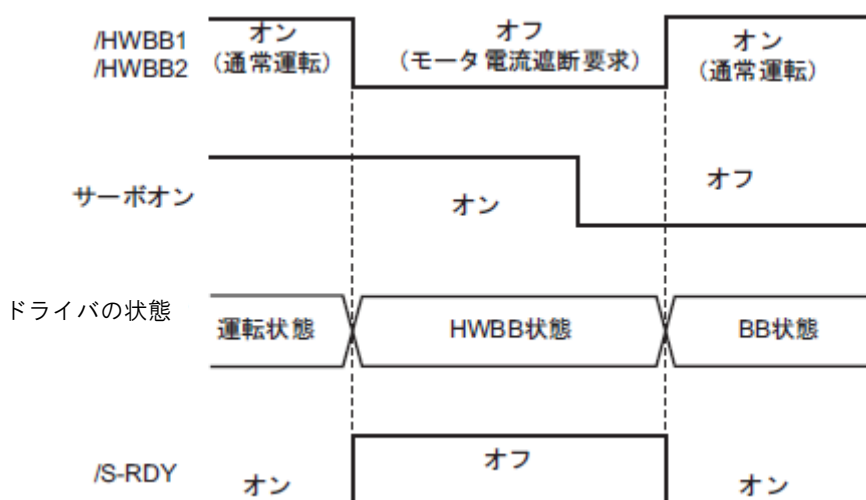 /HWBB1
/HWBB2
オン
(通常運転)
オフ
(モータ電流遮断要求)
オン
(通常運転)
サーボオン
オン
オフ
ドライバの状態
運転状態
HWBB状態
BB状態
/S-RDY
オン
オフ
オン